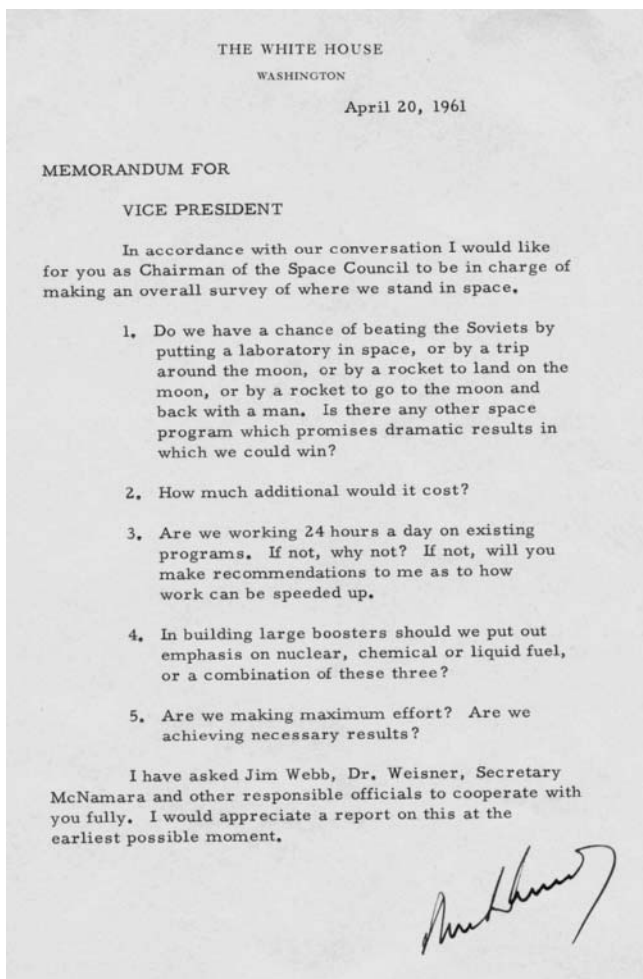 THE WHITE HOUSE
WASHINGTON
April 20, 1961
MEMORANDUM FOR
VICE PRESIDENT
In accordance with our conversation I would like
for you as Chairman of the Space Council to be in charge of
making an overall survey of where we stand in space.
1. Do we have a chance of beating the Soviets by
putting a laboratory in space, or by a trip
around the moon, or by a rocket to land on the
moon, or by a rocket to go to the moon and
back with a man. Is there any other space
program which promises dramatic results in
which we could win?
2. How much additional would it cost?
3. Are we working 24 hours a day on existing
programs. If not, why not? If not, will you
make recommendations to me as to how
work can be speeded up.
4. In building large boosters should we put out
emphasis on nuclear, chemical or liquid fuel,
or a combination of these three?
5. Are we making maximum effort? Are we
achieving necessary results?
I have asked Jim Webb, Dr. Weisner, Secretary
McNamara and other responsible officials to cooperate with
you fully. I would appreciate a report on this at the
earliest possible moment.